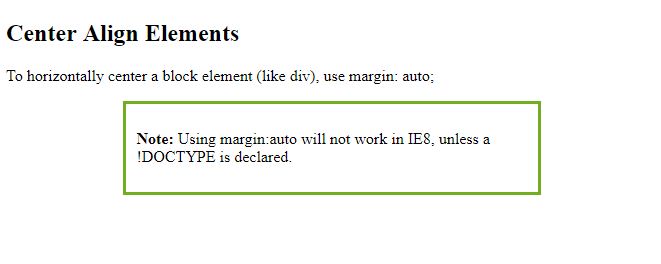 Center Align Elements
To horizontally center a block element (like div), use margin: auto;
Note: Using margin:auto will not work in IE8, unless a
!DOCTYPE is declared.